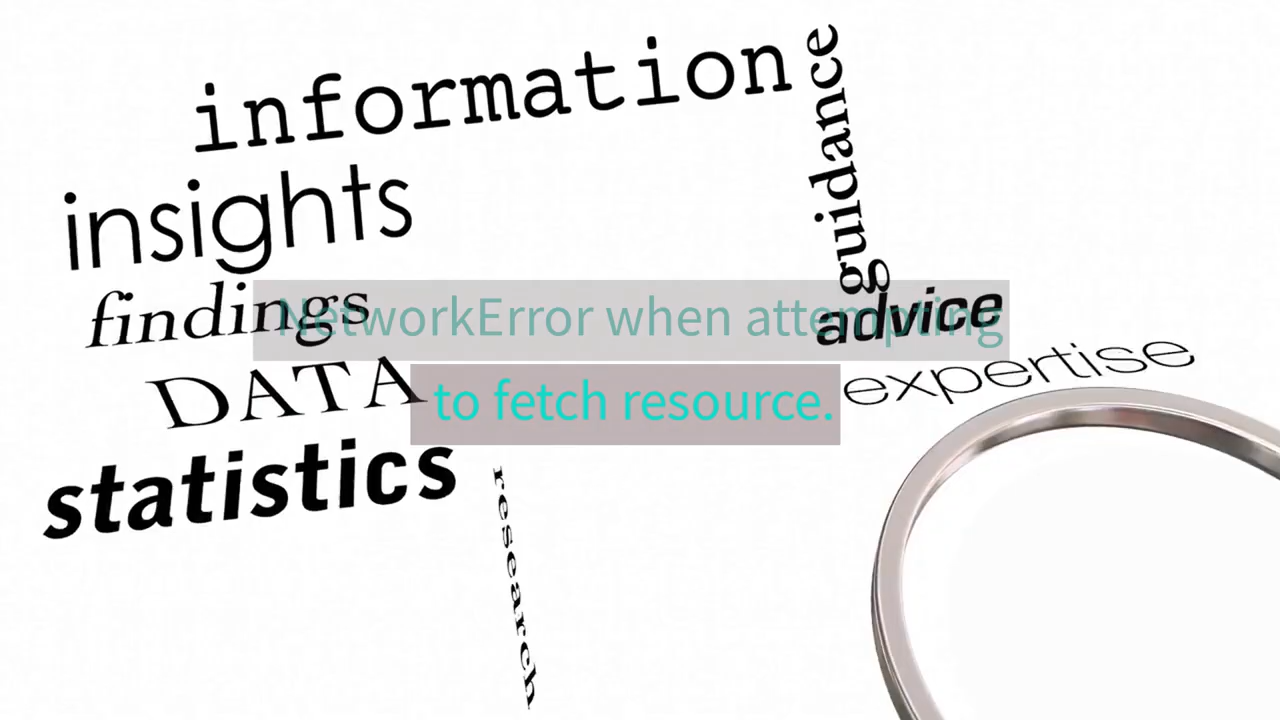 information
guidance
insights
findings
NetworkError when attempting
to fetch resource.
advice
expertise
DATA
statistics
research